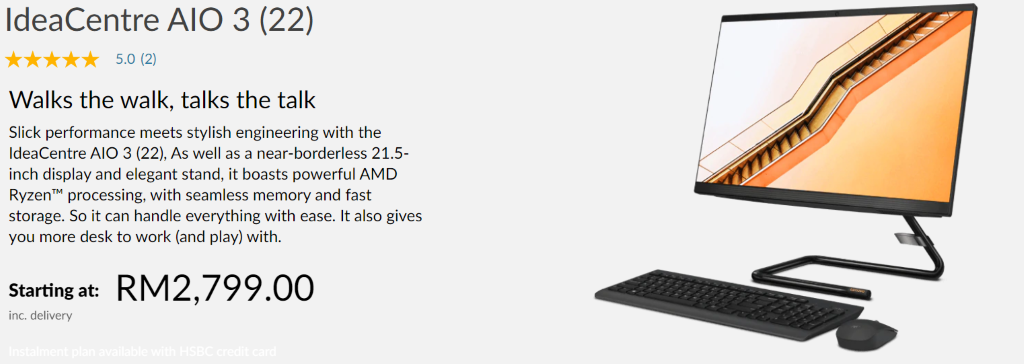 IdeaCentre AIO 3 (22)
5.0 (2)
Walks the walk, talks the talk
Slick performance meets stylish engineering with the
IdeaCentre AIO 3 (22), As well as a near-borderless 21.5-
inch display and elegant stand, it boasts powerful AMD
Ryzen™ processing, with seamless memory and fast
storage. So it can handle everything with ease. It also gives
you more desk to work (and play) with.
Starting at: RM2,799.00
inc. delivery
Instalment plan available with HSBC credit card